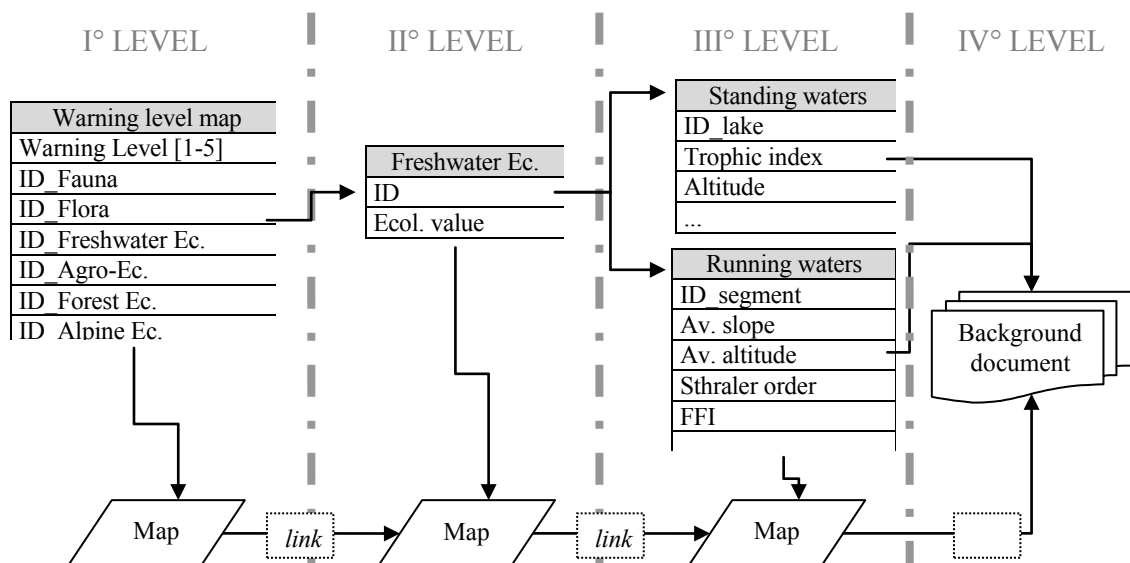 I° LEVEL
II° LEVEL
III° LEVEL
IV° LEVEL
Warning level map
Warning Level [1-5]
ID_Fauna
ID_Flora
ID_Freshwater Ec.
ID_Agro-Ec.
ID_Forest Ec.
ID_Alpine Ec.
Freshwater Ec.
ID
Ecol. value
Standing waters
ID_lake
Trophic index
Altitude
...
Running waters
ID_segment
Av. slope
Av. altitude
Sthraler order
FFI
Background
document
Map
link
Map
link
Map